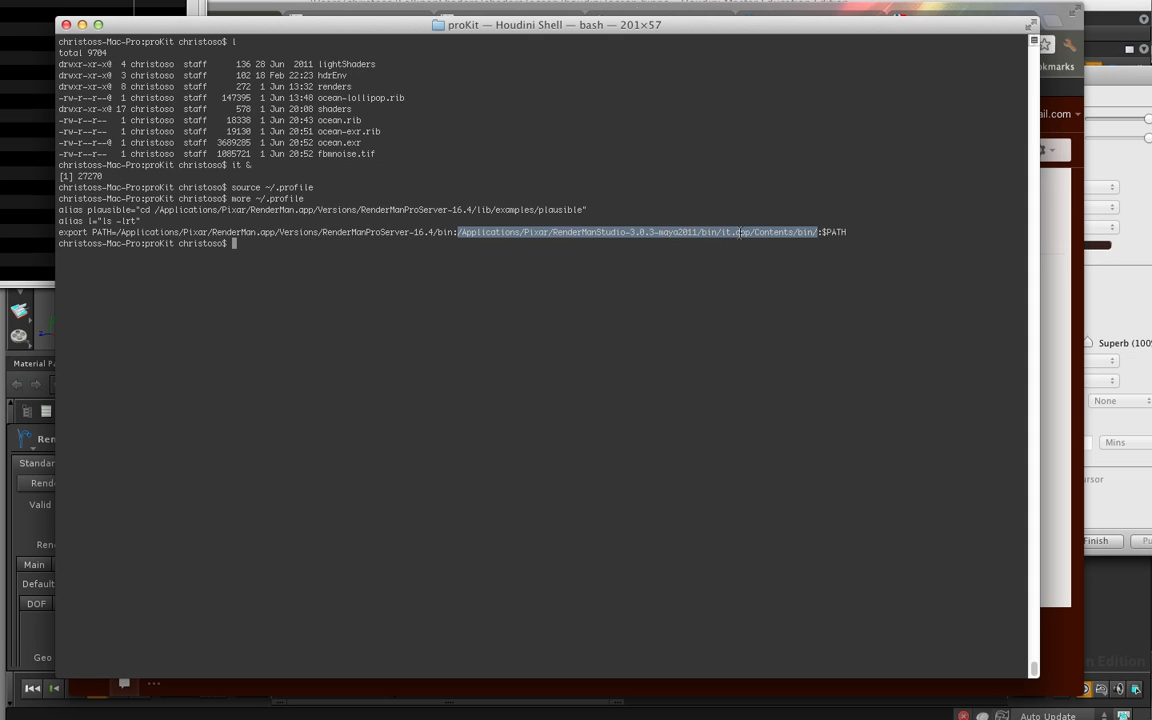 proKit — Houdini Shell — bash — 201×57
christoss-Mac-Pro:proKit christoso$ l
total 9704
drwxr-xr-x@ 4 christoso staff 136 28 Jun 2011 lightShaders
drwxr-xr-x@ 3 christoso staff 102 18 Feb 22:23 hdrEnv
drwxr-xr-x@ 8 christoso staff 272 1 Jun 13:32 renders
-rw-r--r--@ 1 christoso staff 147395 1 Jun 13:48 ocean-lollipop.rib
drwxr-xr-x@ 17 christoso staff 578 1 Jun 20:08 shaders
-rw-r--r-- 1 christoso staff 18338 1 Jun 20:43 ocean.rib
-rw-r--r-- 1 christoso staff 19130 1 Jun 20:51 ocean-exr.rib
-rw-r--r--@ 1 christoso staff 3689285 1 Jun 20:52 ocean.exr
-rw-r--r-- 1 christoso staff 1085721 1 Jun 20:52 fbmnoise.tif
christoss-Mac-Pro:proKit christoso$ it &
[1] 27270
christoss-Mac-Pro:proKit christoso$ source ~/.profile
christoss-Mac-Pro:proKit christoso$ more ~/.profile
alias plausible="cd /Applications/Pixar/RenderMan.app/Versions/RenderManProServer-16.4/lib/examples/plausible"
alias l="ls -lrt"
export PATH=/Applications/Pixar/RenderMan.app/Versions/RenderManProServer-16.4/bin:/Applications/Pixar/RenderManStudio-3.0.3-maya2011/bin/it.app/Contents/bin/:$PATH
christoss-Mac-Pro:proKit christoso$
okmarks
ail.com
Superb (100
None
Mins
ursor
Finish
Pu
n Edition
Auto Update
Material Pa
Ren
Standar
Rende
Valid
Ren
Main
Default
DOF
Geo